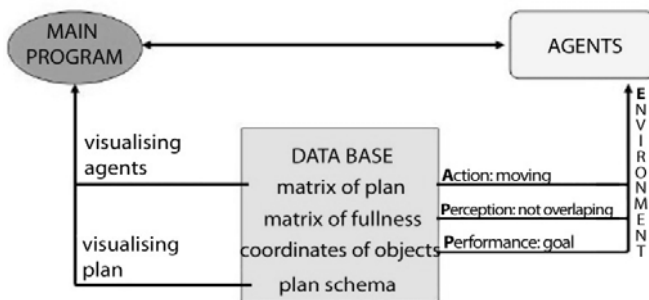 MAIN
PROGRAM
AGENTS
visualising
agents
visualising
plan
DATA BASE
matrix of plan
matrix of fullness
coordinates of objects
plan schema
Action: moving
Perception: not overlaping
Performance: goal
ENVIRONMENT